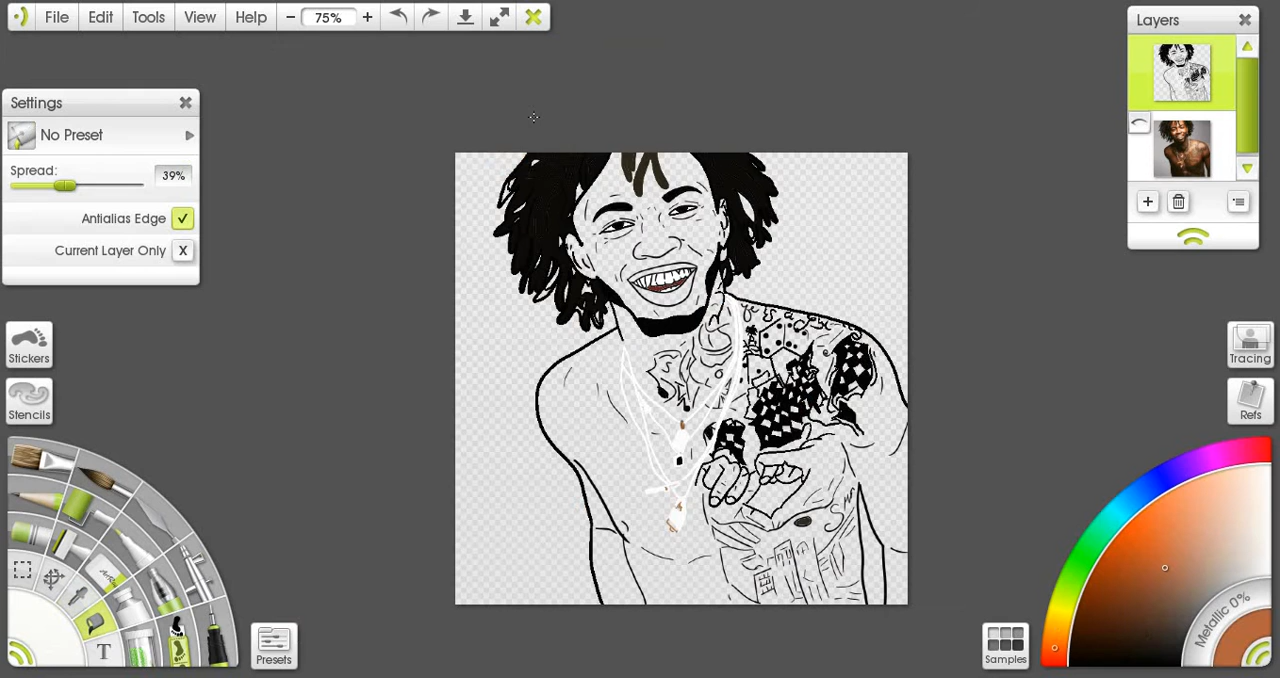 File Edit Tools View Help − 75% +
Layers
Settings
No Preset
Spread:
39%
Antialias Edge
Current Layer Only X
Stickers
Tracing
Stencils
Refs
T
Presets
Samples
Metallic 0%